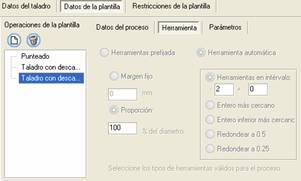 Datos del talado Datos de la plantilla Restricciones de la plantilla
Operaciones de la plantilla
Punteado
Taladro con desca...
Taladro con desca...
Datos del proceso Herramienta Parámetros
Herramientas prefijada Herramienta automática
Margen fijo
0 mm
Proporción
100 % del diametro
Herramientas en intérvals:
2 0
Entero más cercano
Entero inferior más cercano
Redondear a 0.5
Redondear a 0.25
Seleccione los tipos de herramientas válidos para el proceso